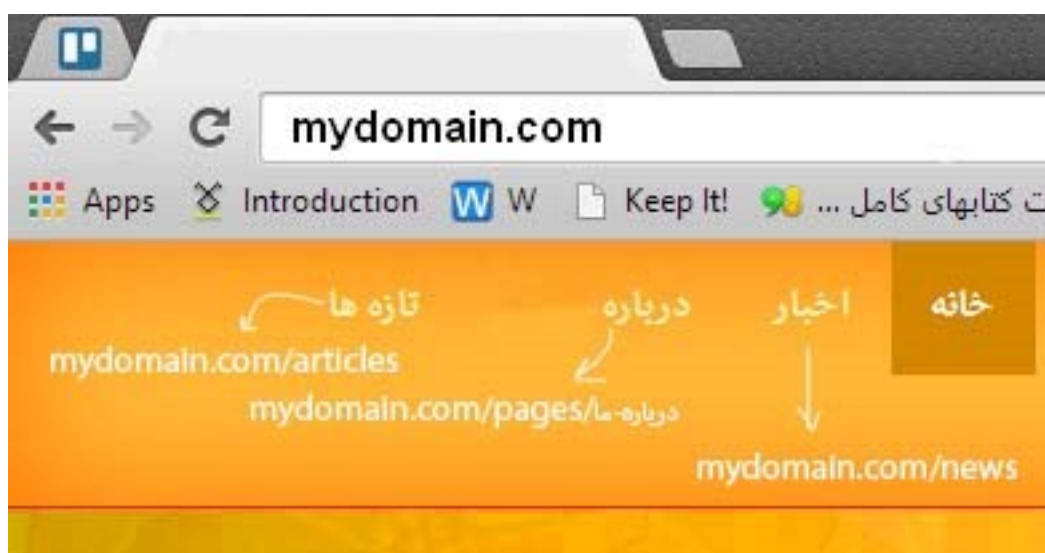 mydomain.com
Apps Introduction W Keep It! ت کتابهای کامل ...
خانه اخبار درباره تازه ها
mydomain.com/articles
mydomain.com/pages/درباره-ما
mydomain.com/news